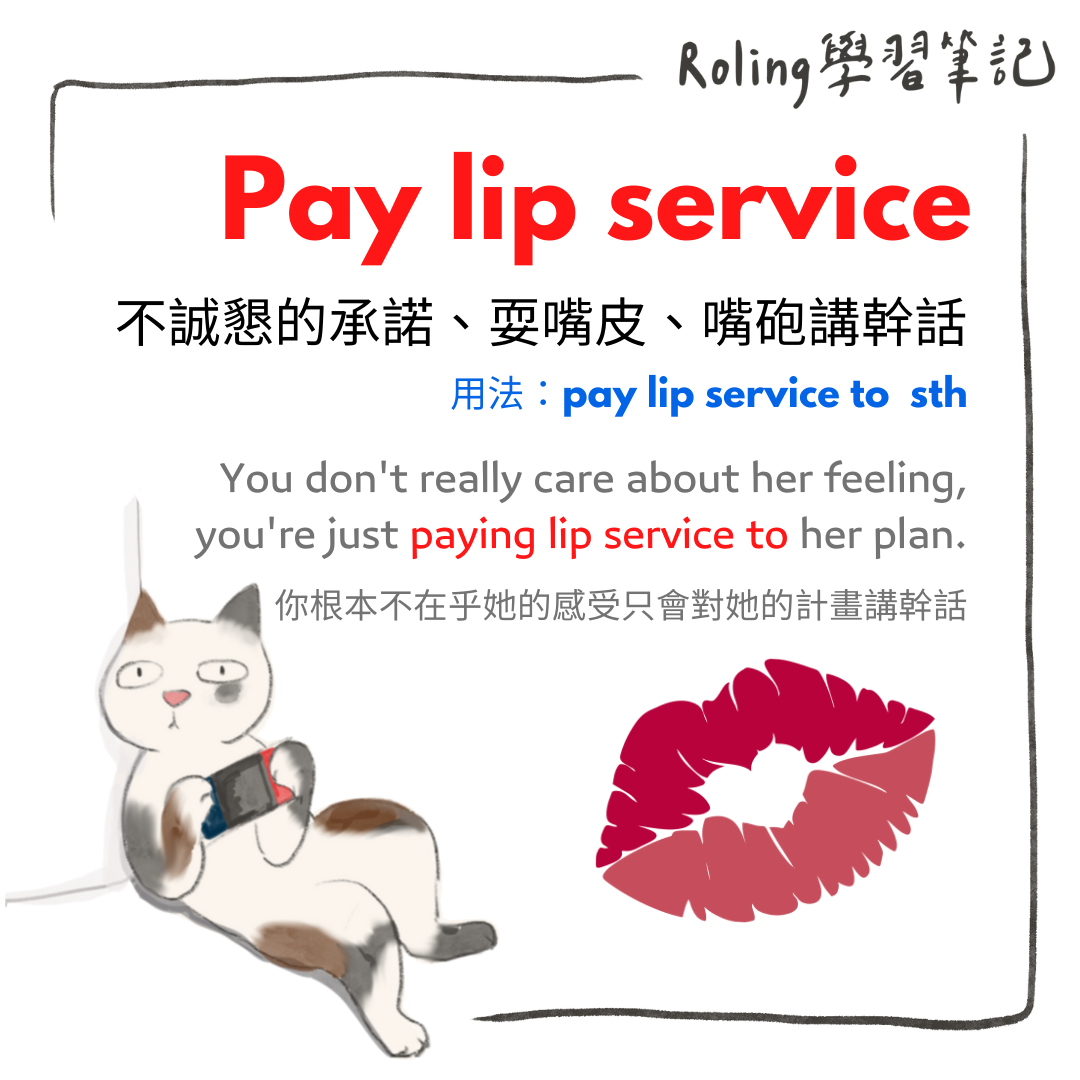 Roling學習筆記
Pay lip service
不誠懇的承諾、耍嘴皮、嘴砲講幹話
用法：pay lip service to  sth
You don't really care about her feeling,
you're just paying lip service to her plan.
你根本不在乎她的感受只會對她的計畫講幹話